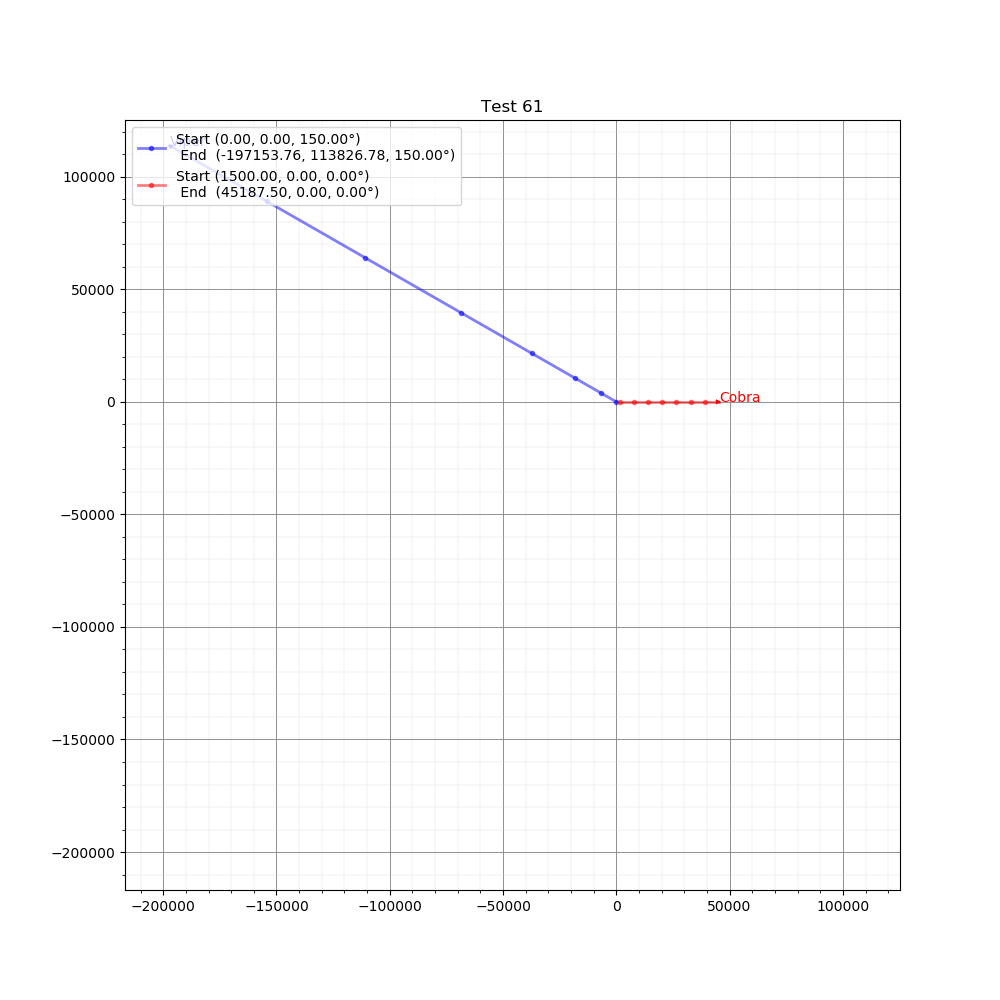 Test 61
Start (0.00, 0.00, 150.00°)
End (-197153.76, 113826.78, 150.00°)
Start (1500.00, 0.00, 0.00°)
End (45187.50, 0.00, 0.00°)
100000
50000
0
−50000
−100000
−150000
−200000
Cobra
−200000 −150000 −100000 −50000 0 50000 100000